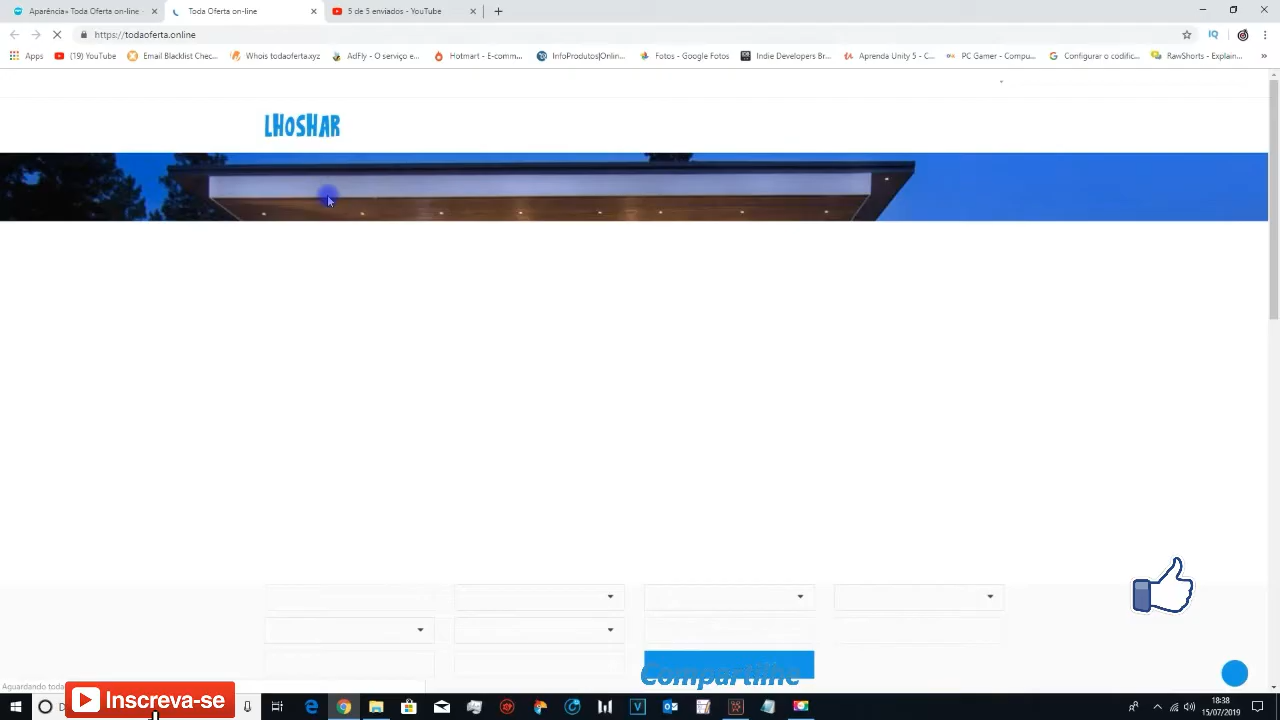 Aparência‹ Toda Oferta on-line
Toda Oferta on-line
5 de 5 enviados - YouTube
https://todaoferta.online
IQ
Apps
(19) YouTube
Email Blacklist Chec...
Whois todaoferta.xyz
AdFly - O serviço e...
Hotmart - E-comm...
InfoProdutos|Onlin...
Fotos - Google Fotos
Indie Developers Br...
Aprenda Unity 5 - C...
PC Gamer - Compu...
Configurar o codific...
RawShorts - Explain...
LHOSHAR
Compartilhe
Aguardando toda
Inscreva-se
18:38
15/07/2019